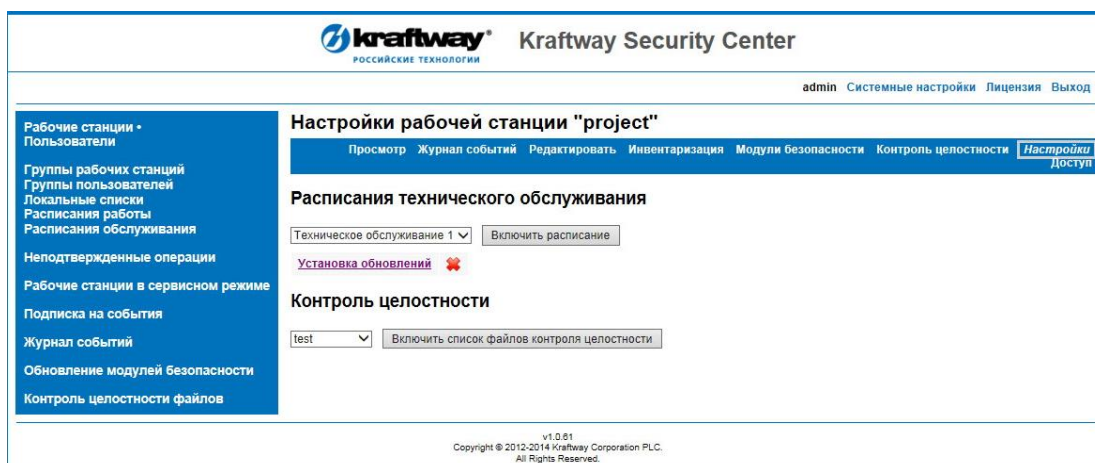 kraftway
РОССИЙСКИЕ ТЕХНОЛОГИИ
Kraftway Security Center
admin Системные настройки Лицензия Выход
Рабочие станции •
Пользователи
Группы рабочих станций
Группы пользователей
Локальные списки
Расписания работы
Расписания обслуживания
Неподтвержденные операции
Рабочие станции в сервисном режиме
Подписка на события
Журнал событий
Обновление модулей безопасности
Контроль целостности файлов
Настройки рабочей станции "project"
Просмотр Журнал событий Редактировать Инвентаризация Модули безопасности Контроль целостности Настройки
Доступ
Расписания технического обслуживания
Техническое обслуживание 1 Включить расписание
Установка обновлений
Контроль целостности
test Включить список файлов контроля целостности
v1.0.61
Copyright © 2012-2014 Kraftway Corporation PLC.
All Rights Reserved.